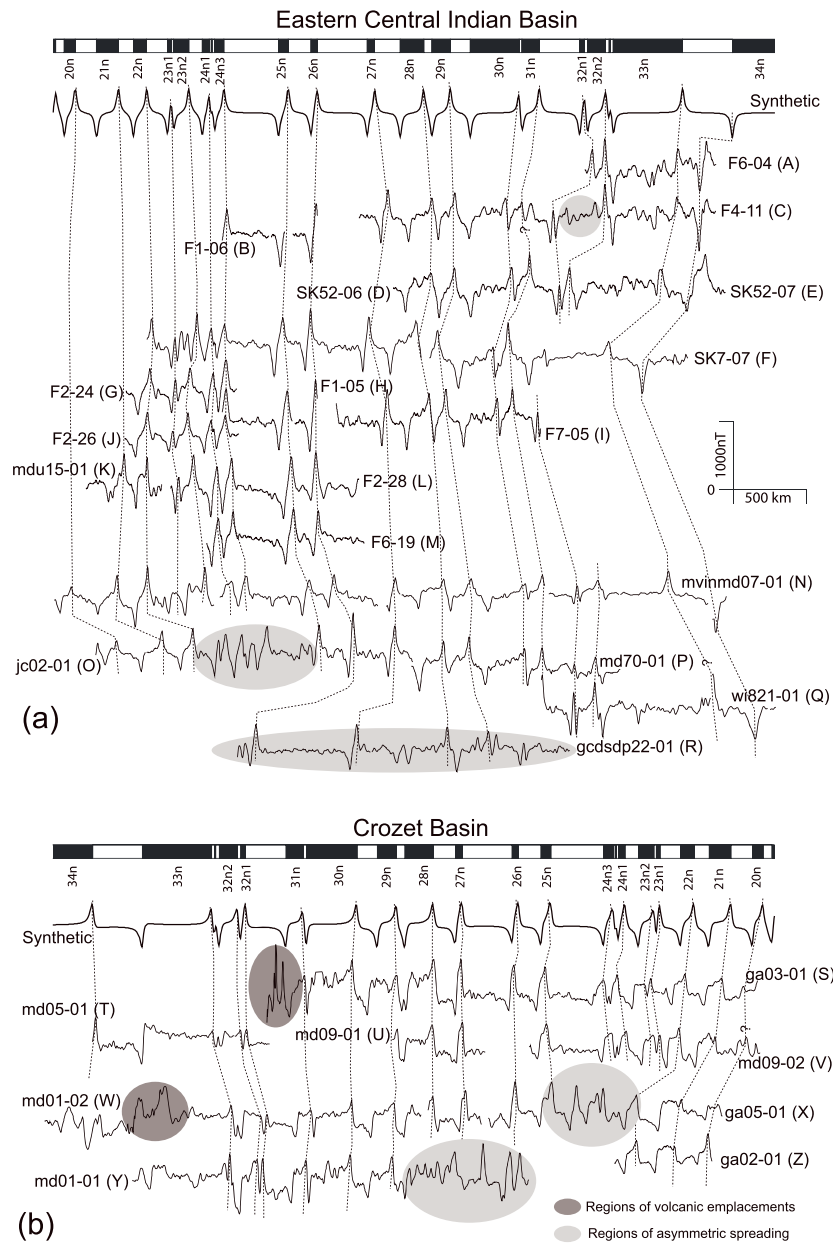 Eastern Central Indian Basin
20n 21n 22n 23n1 23n2 24n1 24n3 25n 26n 27n 28n 29n 30n 31n 32n1 32n2 33n 34n
Synthetic
F6-04 (A)
F4-11 (C)
F1-06 (B)
SK52-06 (D)
SK52-07 (E)
?
SK7-07 (F)
F2-24 (G)
F1-05 (H)
F2-26 (J)
F7-05 (I)
mdu15-01 (K)
F2-28 (L)
1000nT
0
500 km
F6-19 (M)
mvinmd07-01 (N)
jc02-01 (O)
md70-01 (P)
?
wi821-01 (Q)
(a)
gcdsdp22-01 (R)
Crozet Basin
34n 33n 32n2 32n1 31n 30n 29n 28n 27n 26n 25n 24n3 24n1 23n2 23n1 22n 21n 20n
Synthetic
ga03-01 (S)
md05-01 (T)
md09-01 (U)
?
md09-02 (V)
md01-02 (W)
ga05-01 (X)
ga02-01 (Z)
md01-01 (Y)
Regions of volcanic emplacements
(b)
Regions of asymmetric spreading